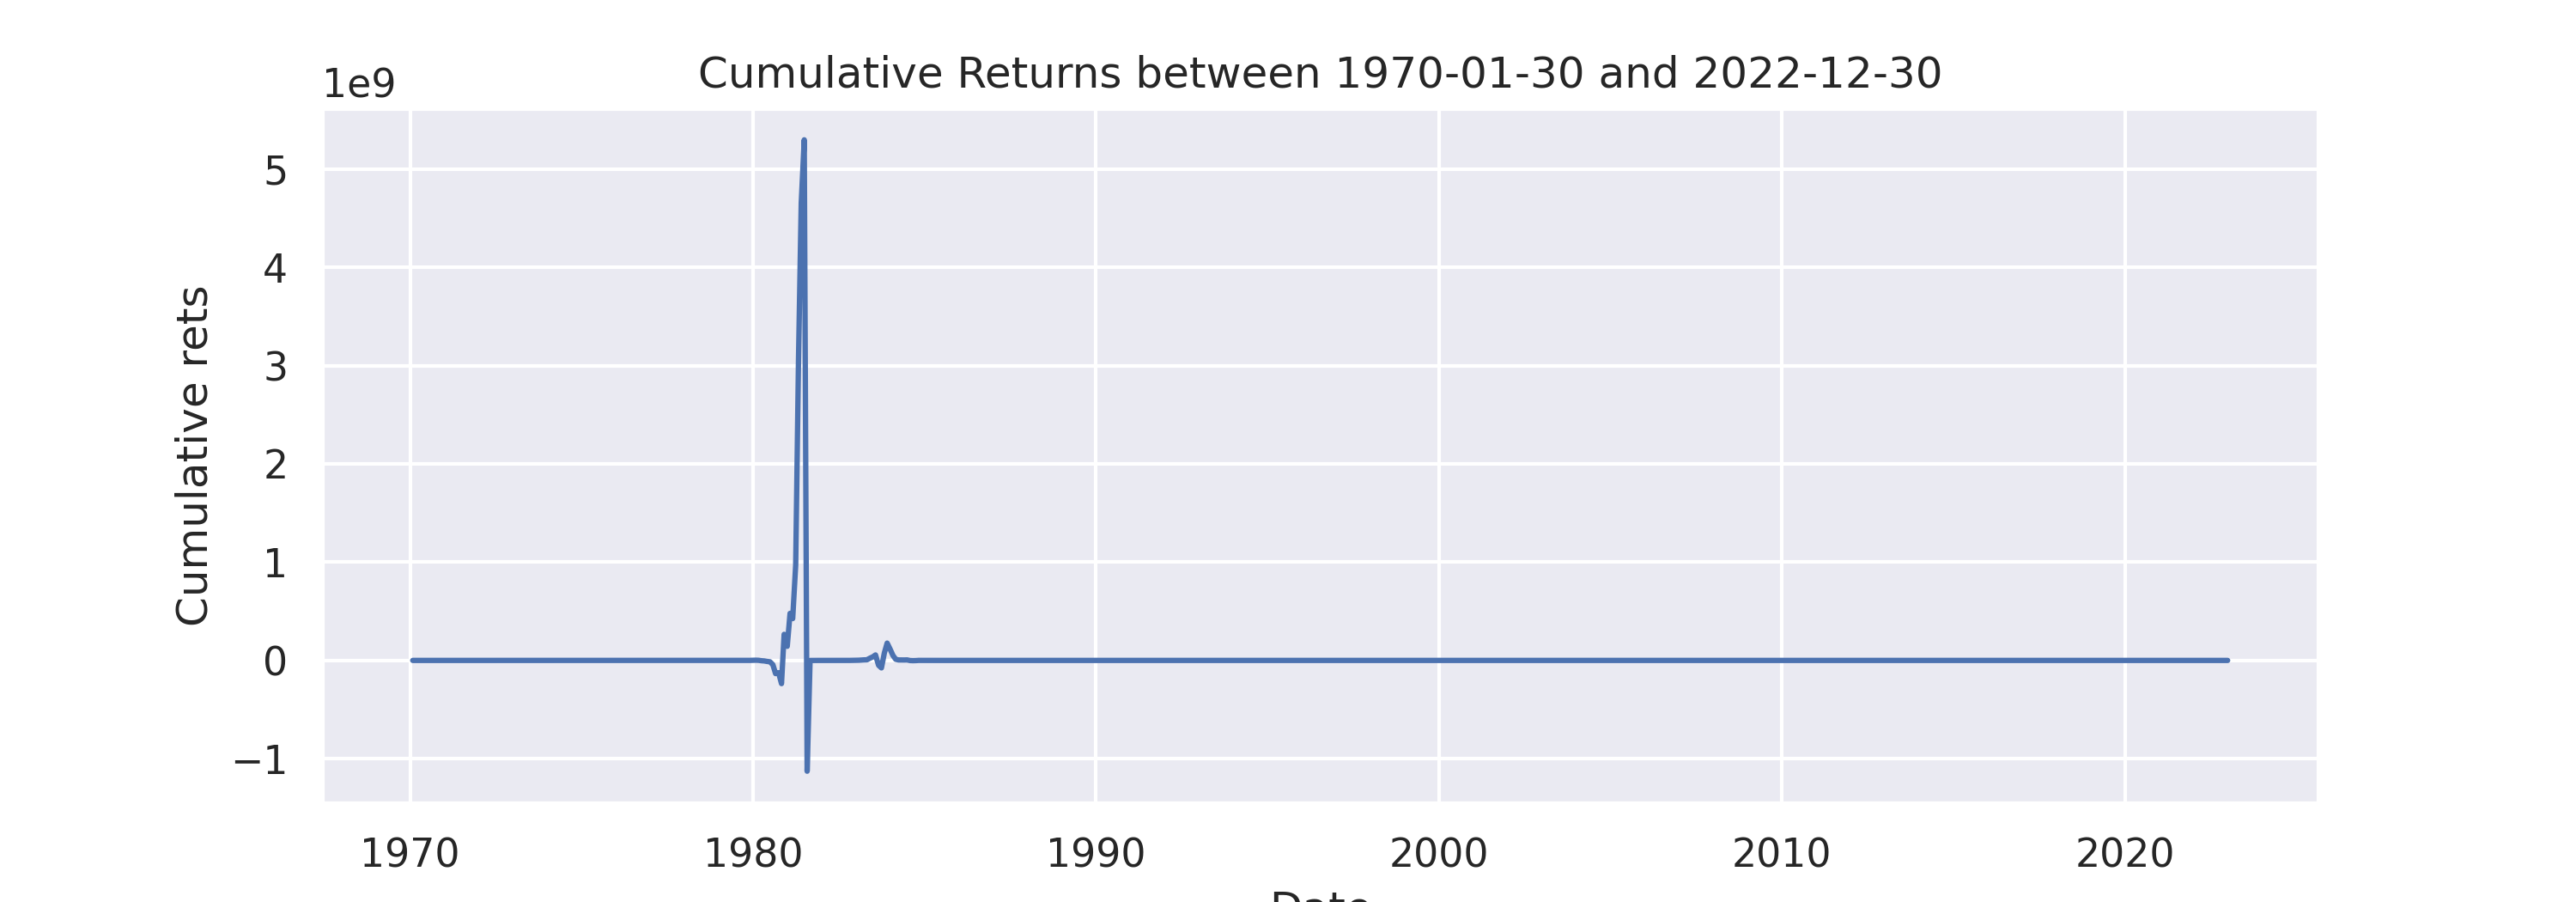 Cumulative Returns between 1970-01-30 and 2022-12-30
1e9
5
4
3
2
1
0
−1
Cumulative rets
1970 1980 1990 2000 2010 2020
Date